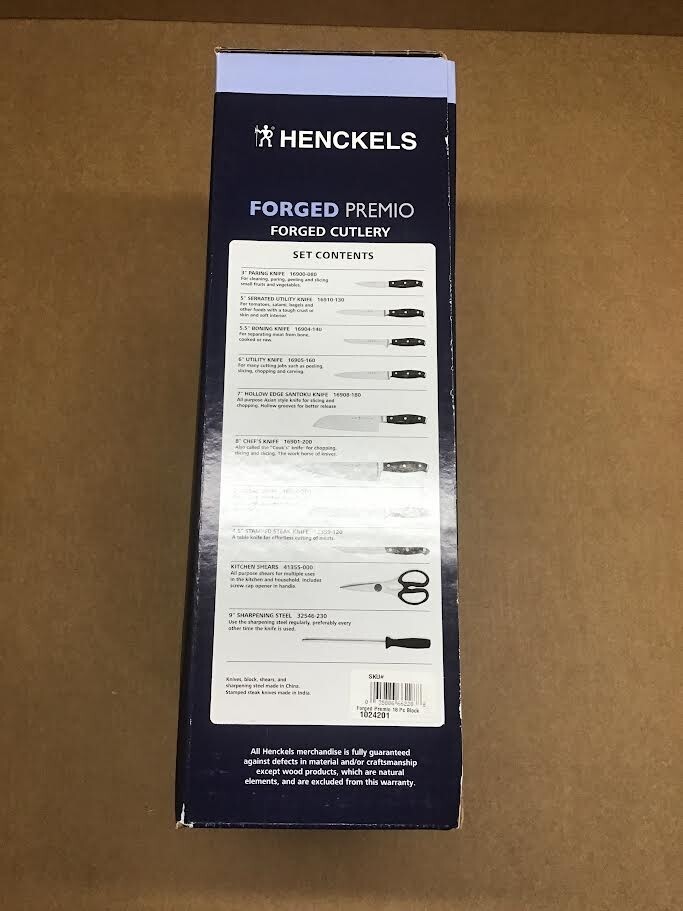 HENCKELS
FORGED PREMIO
FORGED CUTLERY
SET CONTENTS
3" PARING KNIFE 16900-080
For cleaning, paring, peeling and slicing
small fruits and vegetables.
5" SERRATED UTILITY KNIFE 16910-130
For tomatoes, salami, bagels and
other foods with a tough crust or
skin and soft interior.
5.5" BONING KNIFE 16904-140
For separating meat from bone,
cooked or raw.
6" UTILITY KNIFE 16905-160
For many cutting jobs such as peeling,
slicing, chopping and carving.
7" HOLLOW EDGE SANTOKU KNIFE 16908-180
All purpose Asian style knife for slicing and
chopping. Hollow grooves for better release
8" CHEF'S KNIFE 16901-200
Also called the "Cook's" knife for chopping,
dicing and slicing. The work horse of knives.
4.5" STAMPED STEAK KNIFE
A table knife for effortless cutting of meats.
KITCHEN SHEARS 41355-000
All purpose shears for multiple uses
in the kitchen and household. Includes
screw cap opener in handle.
9" SHARPENING STEEL 32546-230
Use the sharpening steel regularly, preferably every
other time the knife is used.
Knives, block, shears, and
sharpening steel made in China.
Stamped steak knives made in India.
SKU#
Forged Premio 18 Pc Block
1024201
All Henckels merchandise is fully guaranteed
against defects in material and/or craftsmanship
except wood products, which are natural
elements, and are excluded from this warranty.